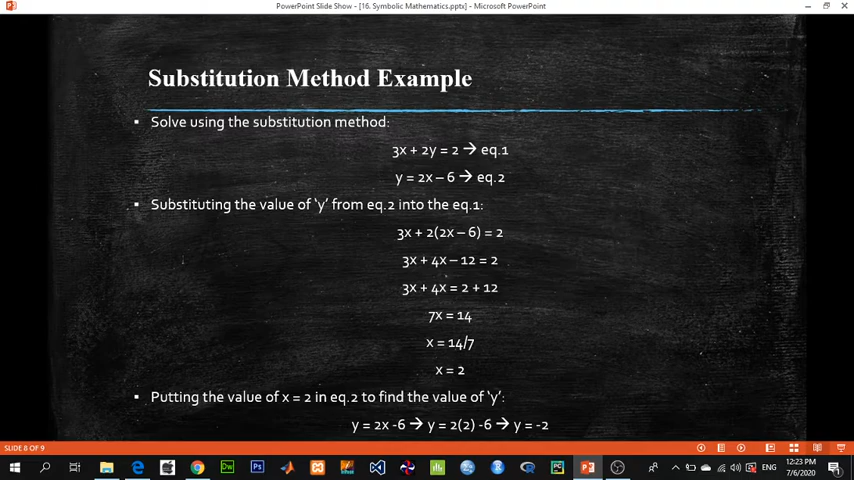 PowerPoint Slide Show - [16. Symbolic Mathematics.pptx] - Microsoft PowerPoint
Substitution Method Example
▪ Solve using the substitution method:
3x + 2y = 2 → eq.1
y = 2x – 6 → eq.2
▪ Substituting the value of ‘y’ from eq.2 into the eq.1:
3x + 2(2x – 6) = 2
3x + 4x – 12 = 2
3x + 4x = 2 + 12
7x = 14
x = 14/7
x = 2
▪ Putting the value of x = 2 in eq.2 to find the value of ‘y’:
y = 2x -6 → y = 2(2) -6 → y = -2
SLIDE 8 OF 9
Dw
Ps
PC
ENG
12:23 PM
7/6/2020